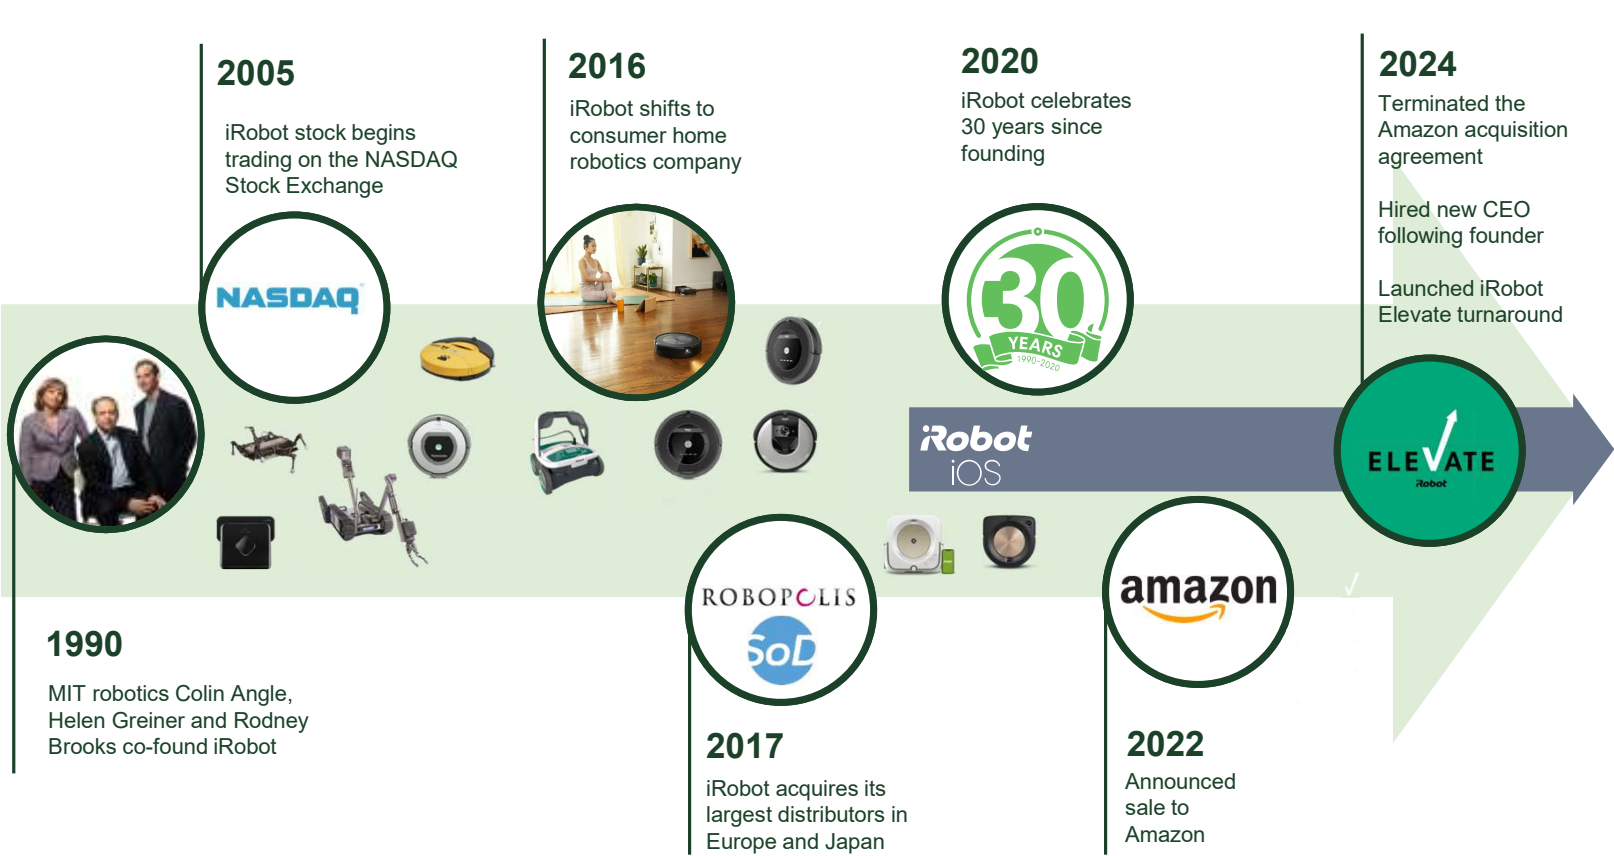 2005
iRobot stock begins
trading on the NASDAQ
Stock Exchange
NASDAQ
2016
iRobot shifts to
consumer home
robotics company
2020
iRobot celebrates
30 years since
founding
30
YEARS
1990-2020
2024
Terminated the
Amazon acquisition
agreement
Hired new CEO
following founder
Launched iRobot
Elevate turnaround
iRobot
iOS
ELEVATE
iRobot
1990
MIT robotics Colin Angle,
Helen Greiner and Rodney
Brooks co-found iRobot
ROBOPOLIS
SoD
2017
iRobot acquires its
largest distributors in
Europe and Japan
amazon
2022
Announced
sale to
Amazon